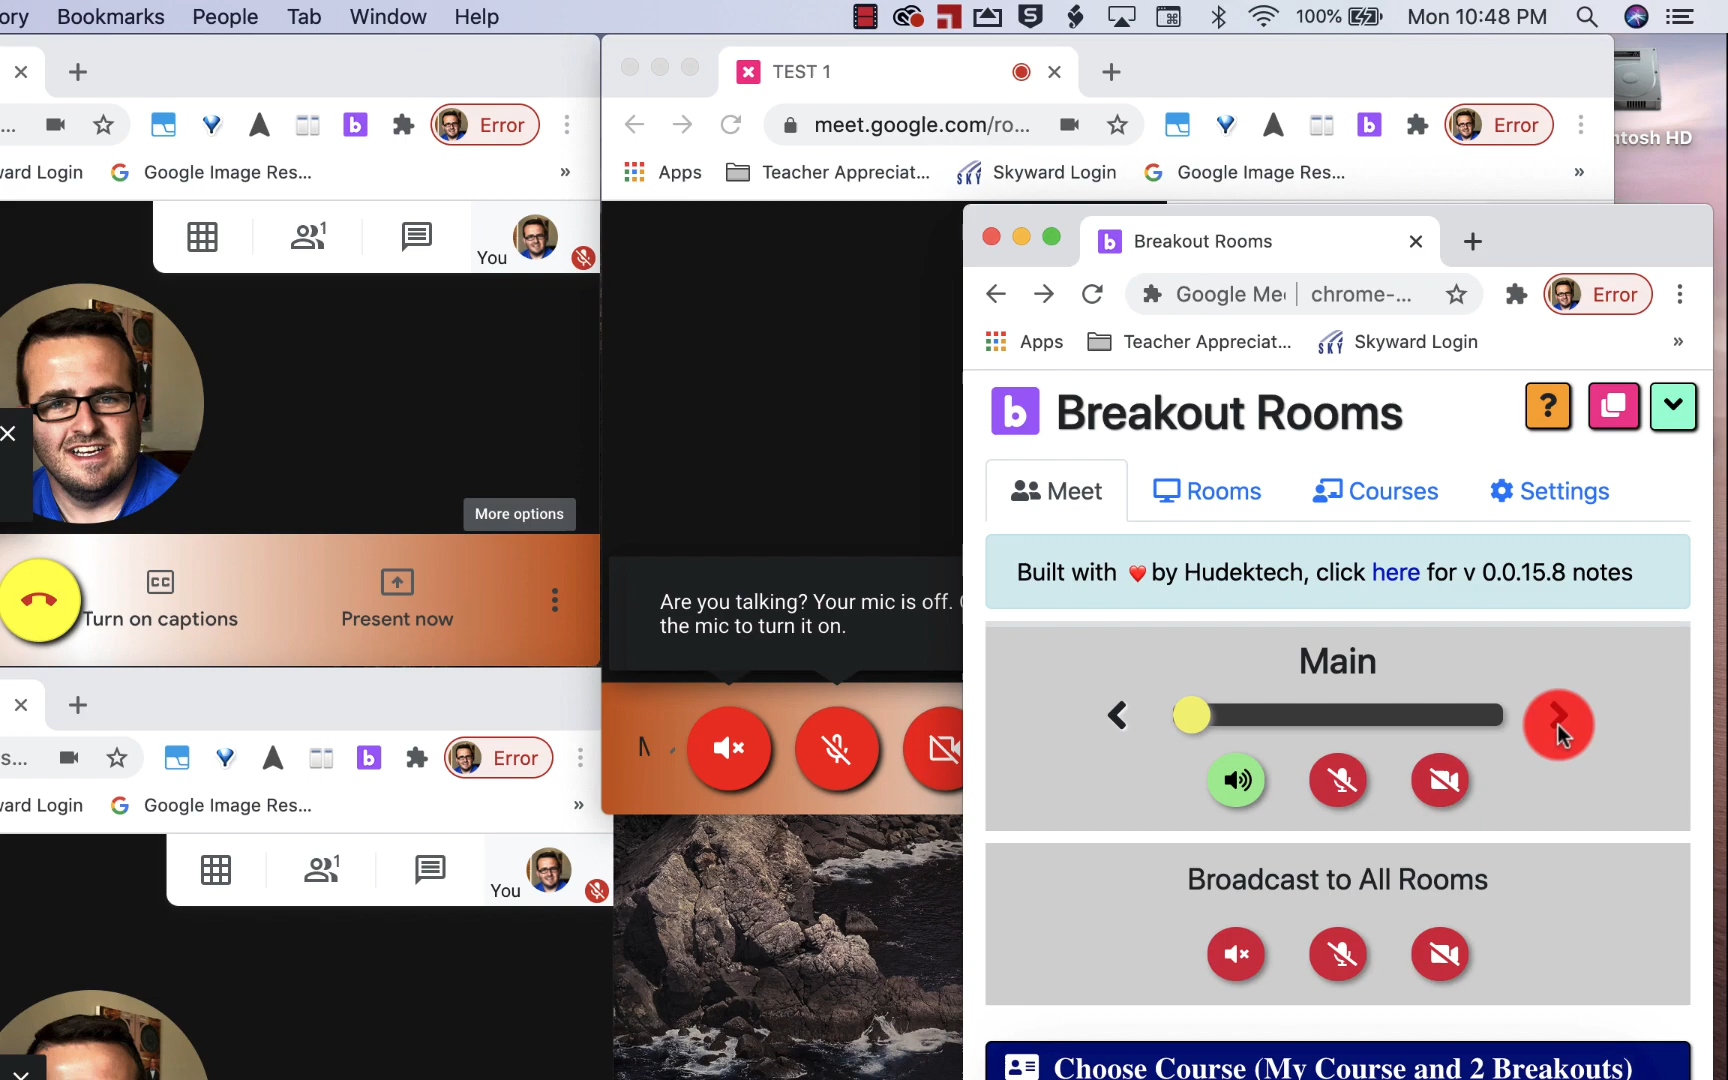 ory Bookmarks People Tab Window Help 100% Mon 10:48 PM
TEST 1
... Error
meet.google.com/ro... Error
ard Login Google Image Res... »
Apps Teacher Appreciat... Skyward Login Google Image Res... »
ntosh HD
1
You
Breakout Rooms
Google Me chrome-... Error
Apps Teacher Appreciat... Skyward Login »
b Breakout Rooms ?
Meet Rooms Courses Settings
More options
Built with ❤ by Hudektech, click here for v 0.0.15.8 notes
CC
Turn on captions
Present now
Are you talking? Your mic is off.
the mic to turn it on.
Main
s... Error
ard Login Google Image Res... »
1
You
Broadcast to All Rooms
Choose Course (My Course and 2 Breakouts)